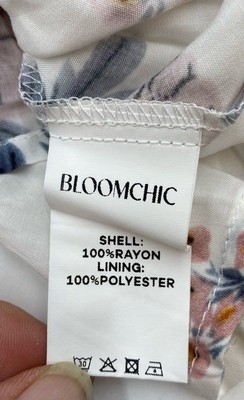 BLOOMCHIC
SHELL:
100%RAYON
LINING:
100%POLYESTER
30